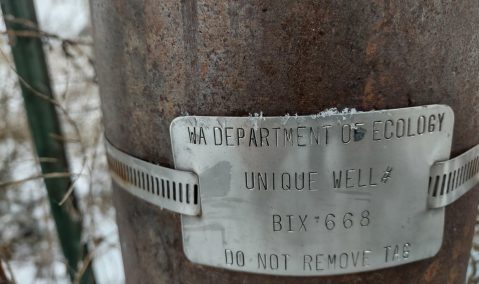 WA DEPARTMENT OF ECOLOGY
UNIQUE WELL#
BIX 668
DO NOT REMOVE TAG